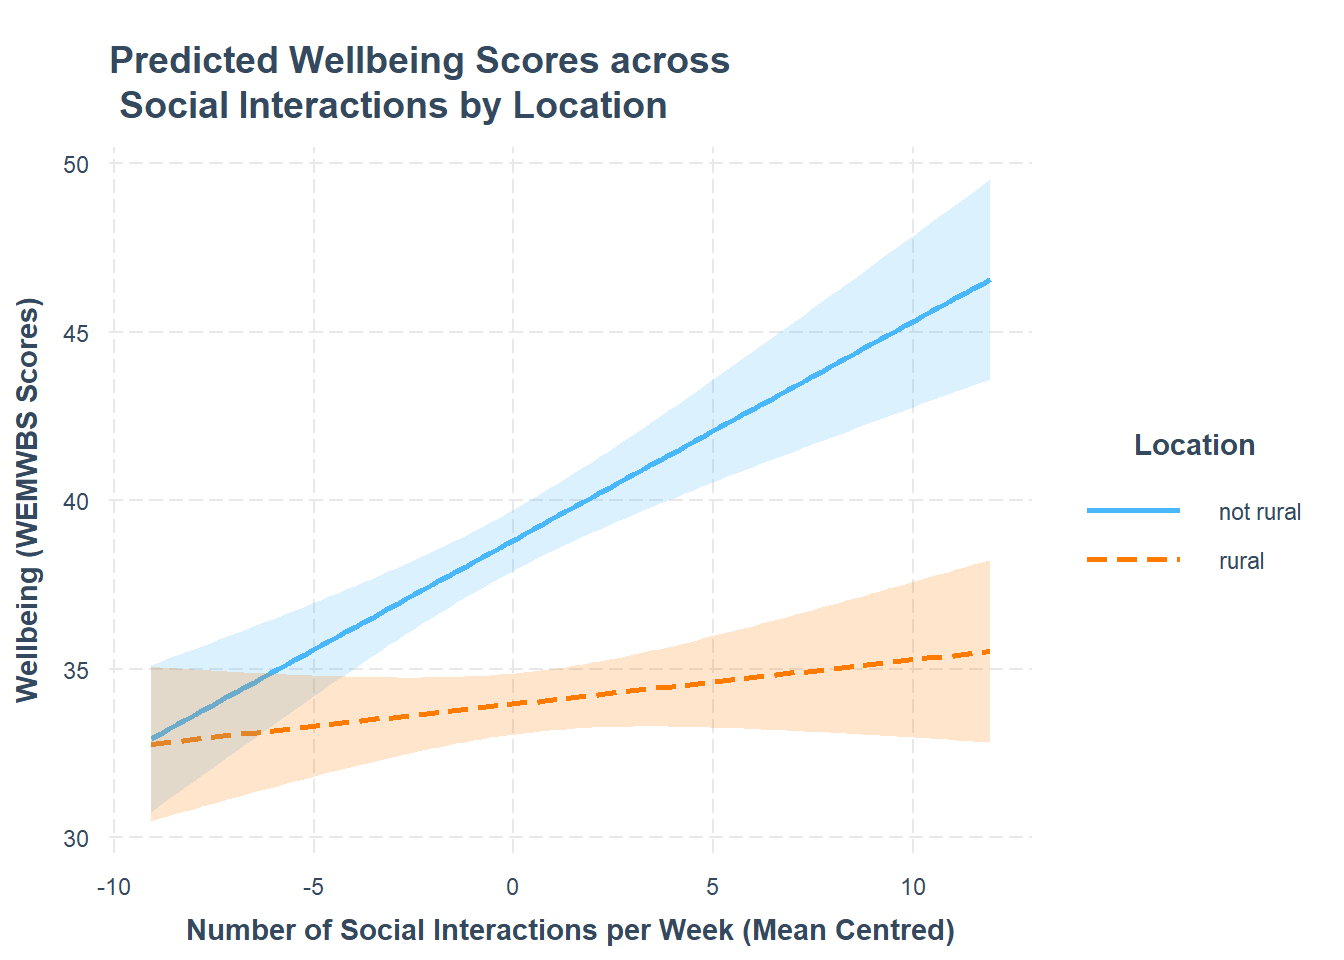 Predicted Wellbeing Scores across
Social Interactions by Location
Wellbeing (WEMWBS Scores)
50
45
40
35
30
-10
-5
0
5
10
Number of Social Interactions per Week (Mean Centred)
Location
not rural
rural